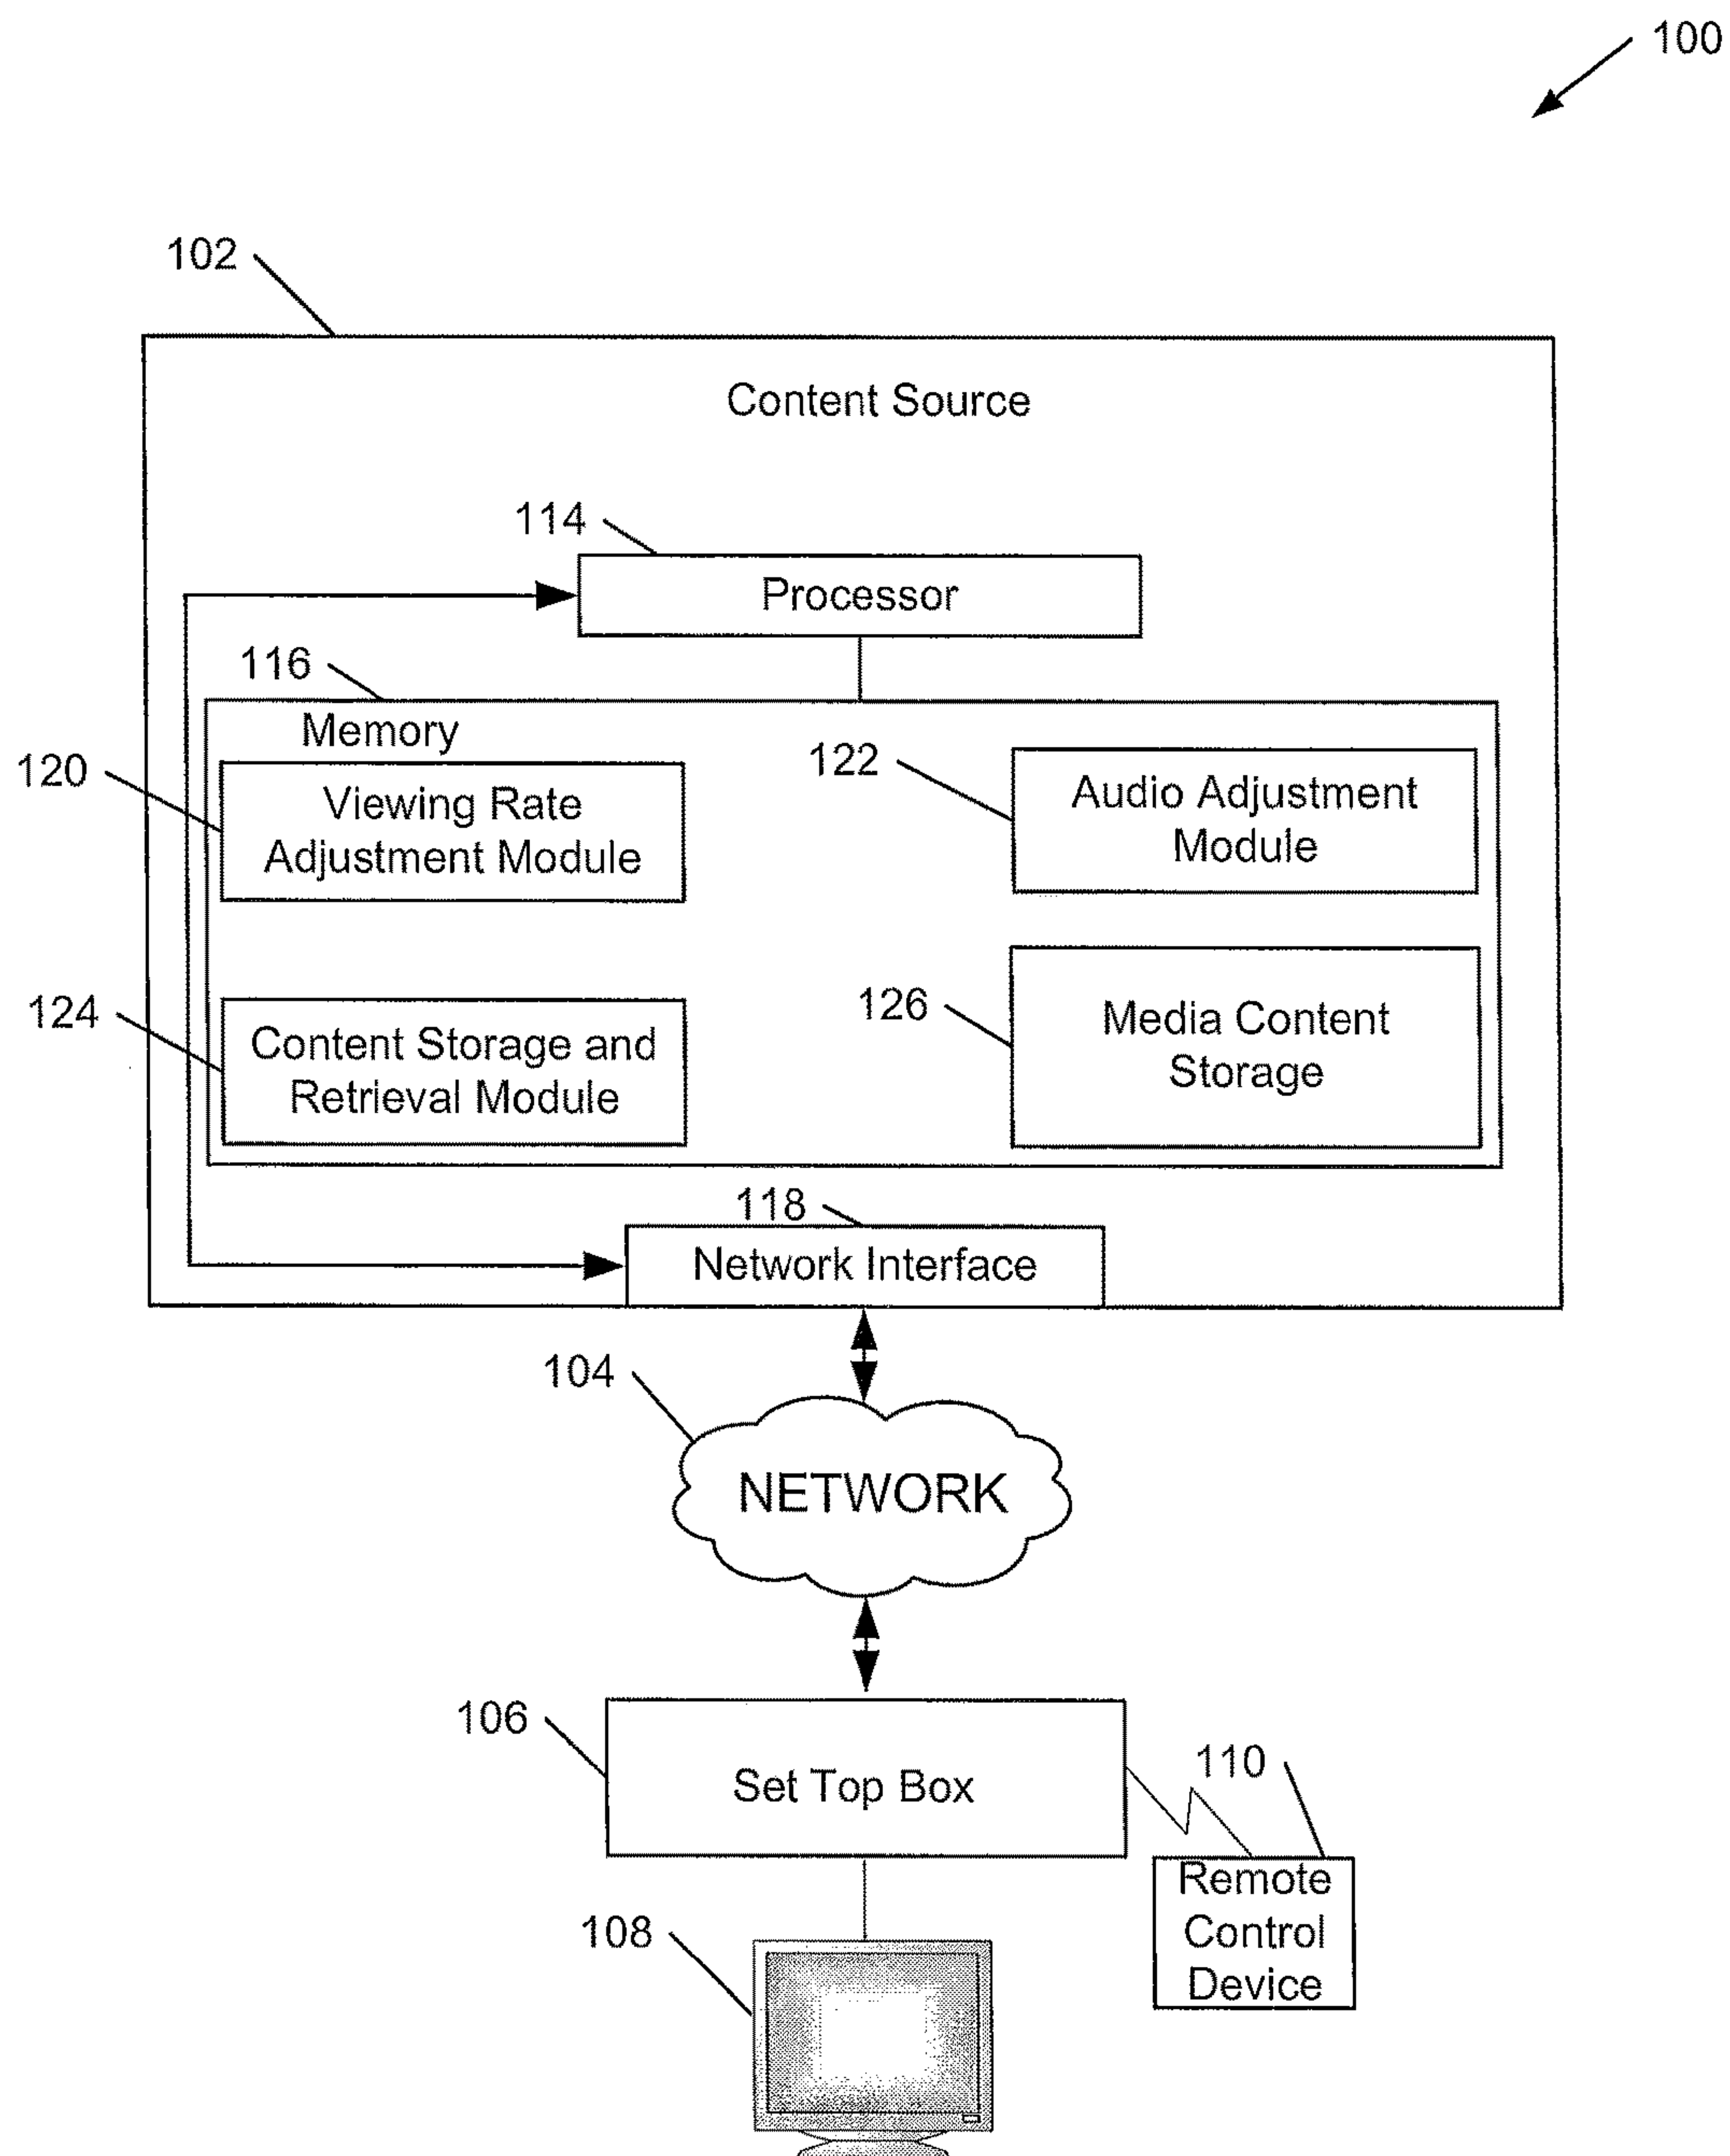 100
102
Content Source
114
Processor
116
Memory
120
Viewing Rate
Adjustment Module
122
Audio Adjustment
Module
124
Content Storage and
Retrieval Module
126
Media Content
Storage
118
Network Interface
104
NETWORK
106
Set Top Box
110
Remote
Control
Device
108